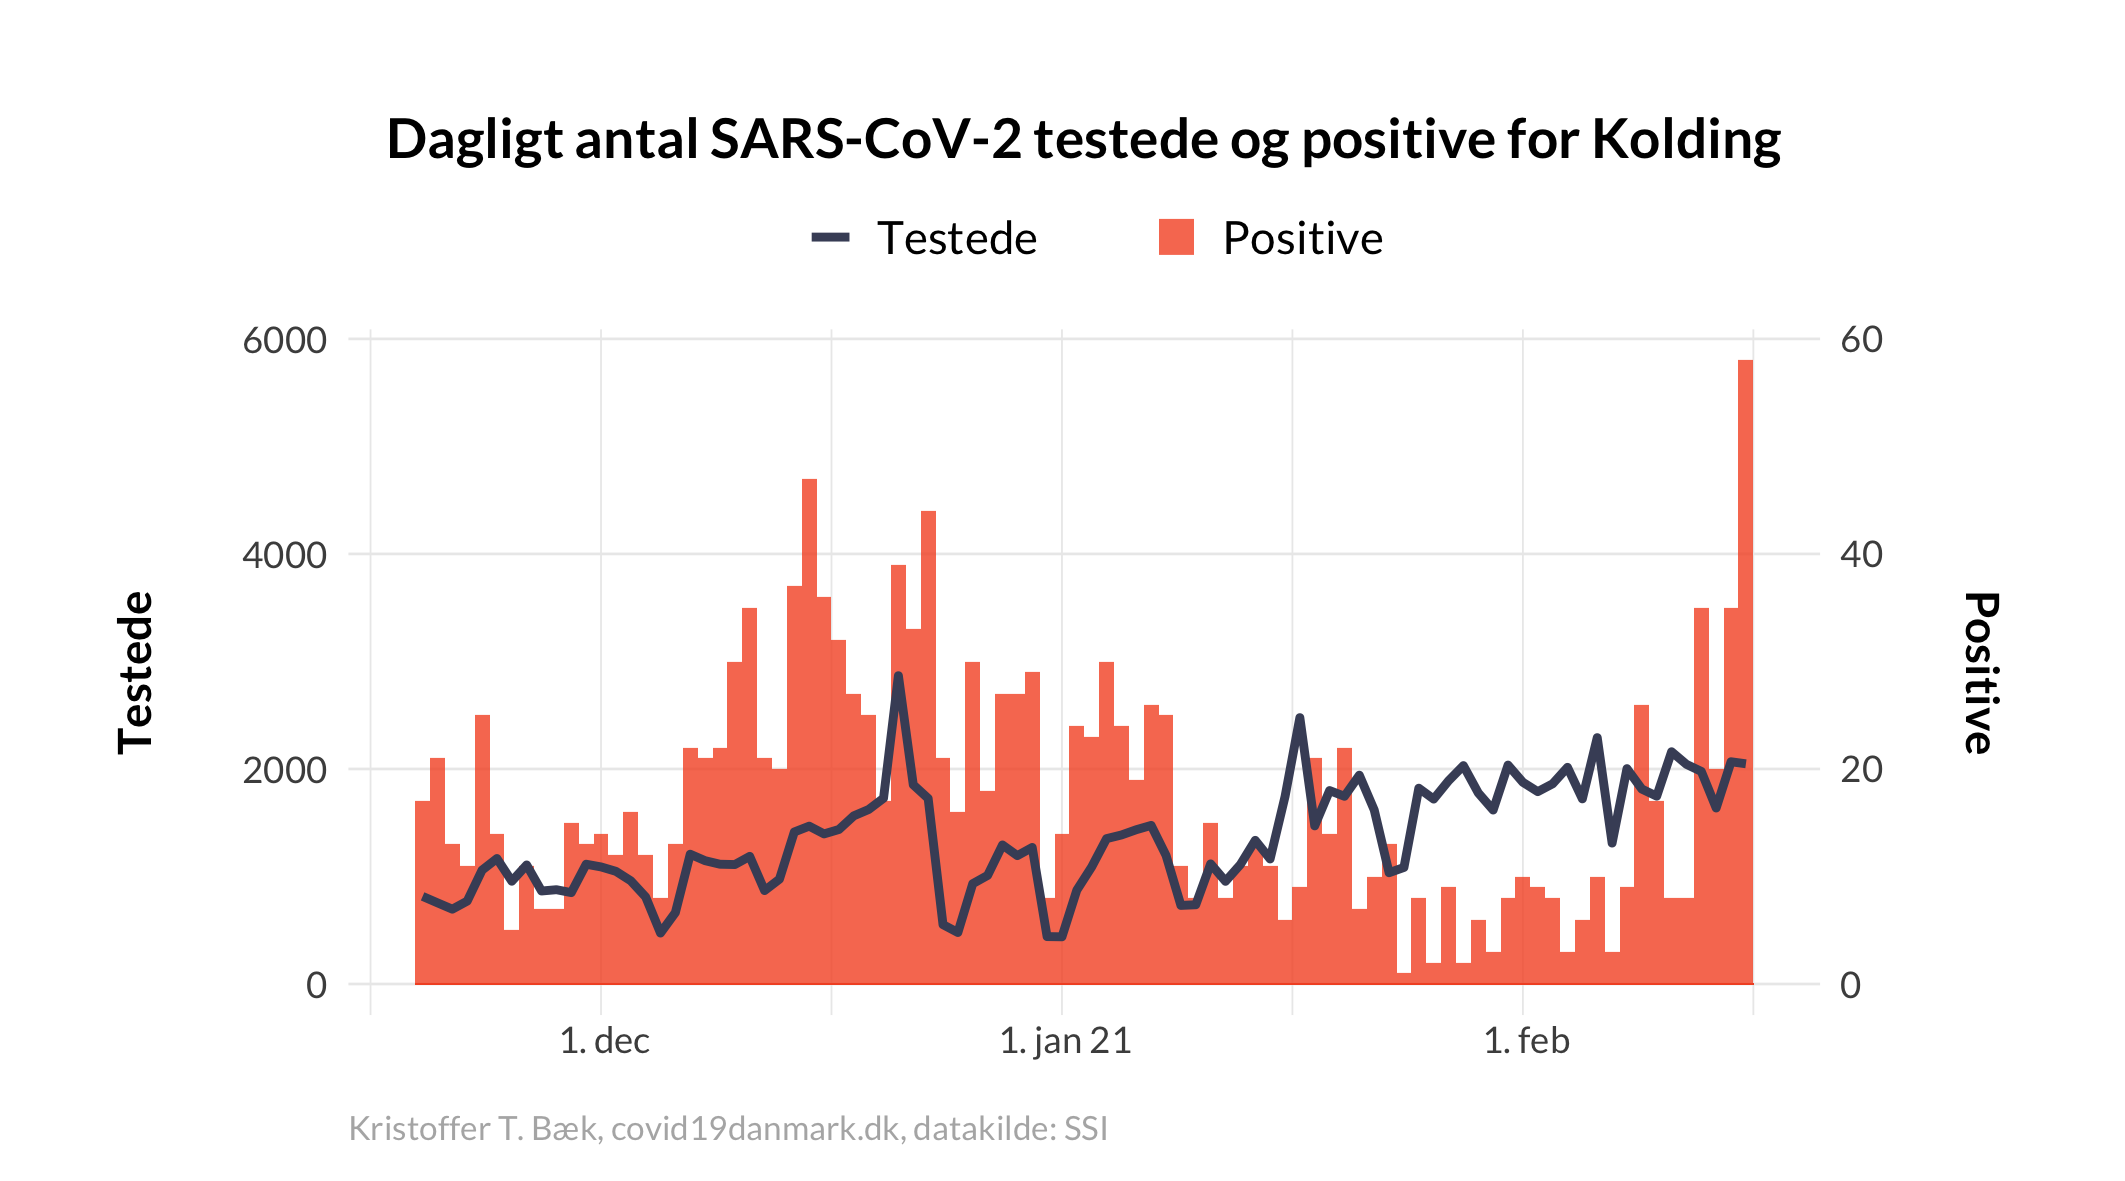 Dagligt antal SARS-CoV-2 testede og positive for Kolding
Testede
Positive
6000
4000
2000
0
Testede
60
40
20
0
Positive
1. dec
1. jan 21
1. feb
Kristoffer T. Bæk, covid19danmark.dk, datakilde: SSI